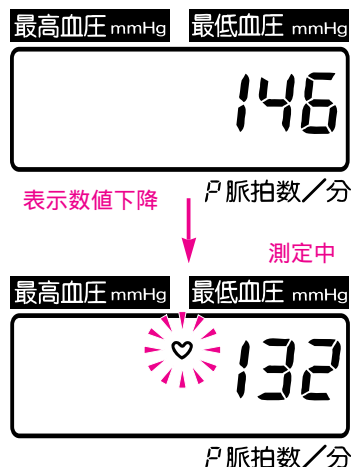 最高血圧 mmHg 最低血圧 mmHg
146
P 脈拍数／分
表示数値下降
測定中
最高血圧 mmHg 最低血圧 mmHg
132
P 脈拍数／分